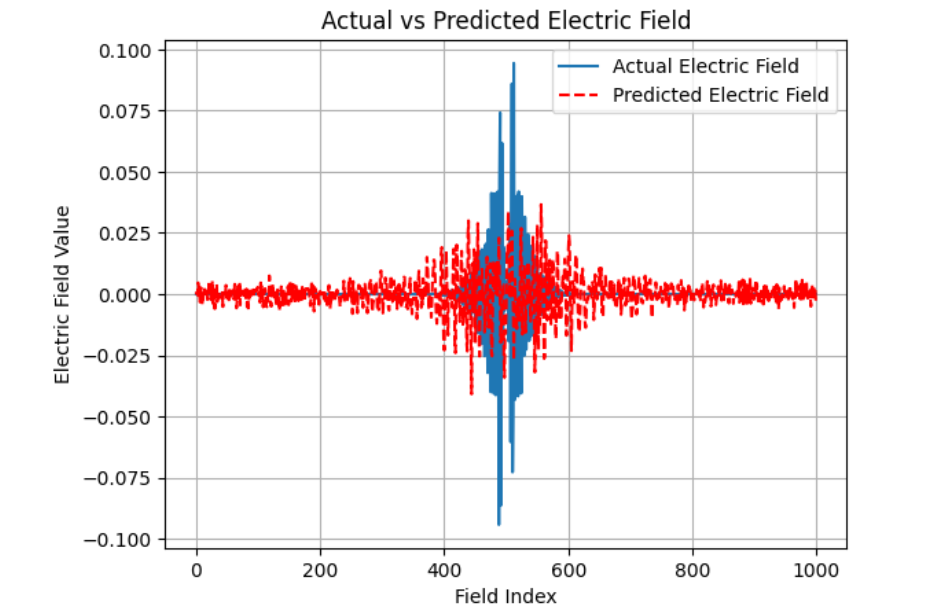 Actual vs Predicted Electric Field
Actual Electric Field
Predicted Electric Field
Electric Field Value
0.100
0.075
0.050
0.025
0.000
−0.025
−0.050
−0.075
−0.100
0 200 400 600 800 1000
Field Index